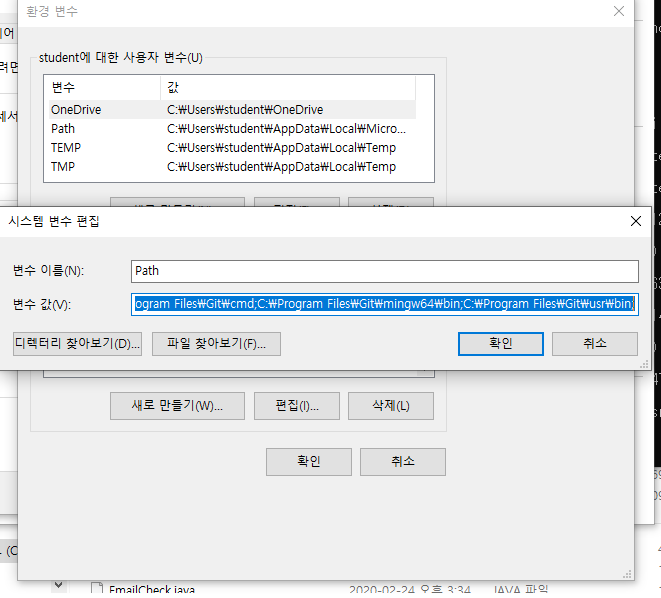 환경 변수
student에 대한 사용자 변수(U)
변수 값
OneDrive C:\Users\student\OneDrive
Path C:\Users\student\AppData\Local\Micro...
TEMP C:\Users\student\AppData\Local\Temp
TMP C:\Users\student\AppData\Local\Temp
시스템 변수 편집
변수 이름(N): Path
변수 값(V): ogram Files\Git\cmd;C:\Program Files\Git\mingw64\bin;C:\Program Files\Git\usr\bin;
디렉터리 찾아보기(D)... 파일 찾아보기(F)... 확인 취소
새로 만들기(W)... 편집(I)... 삭제(L)
확인 취소
EmailCheck.java 2020-02-24 오후 3:34 JAVA 파일